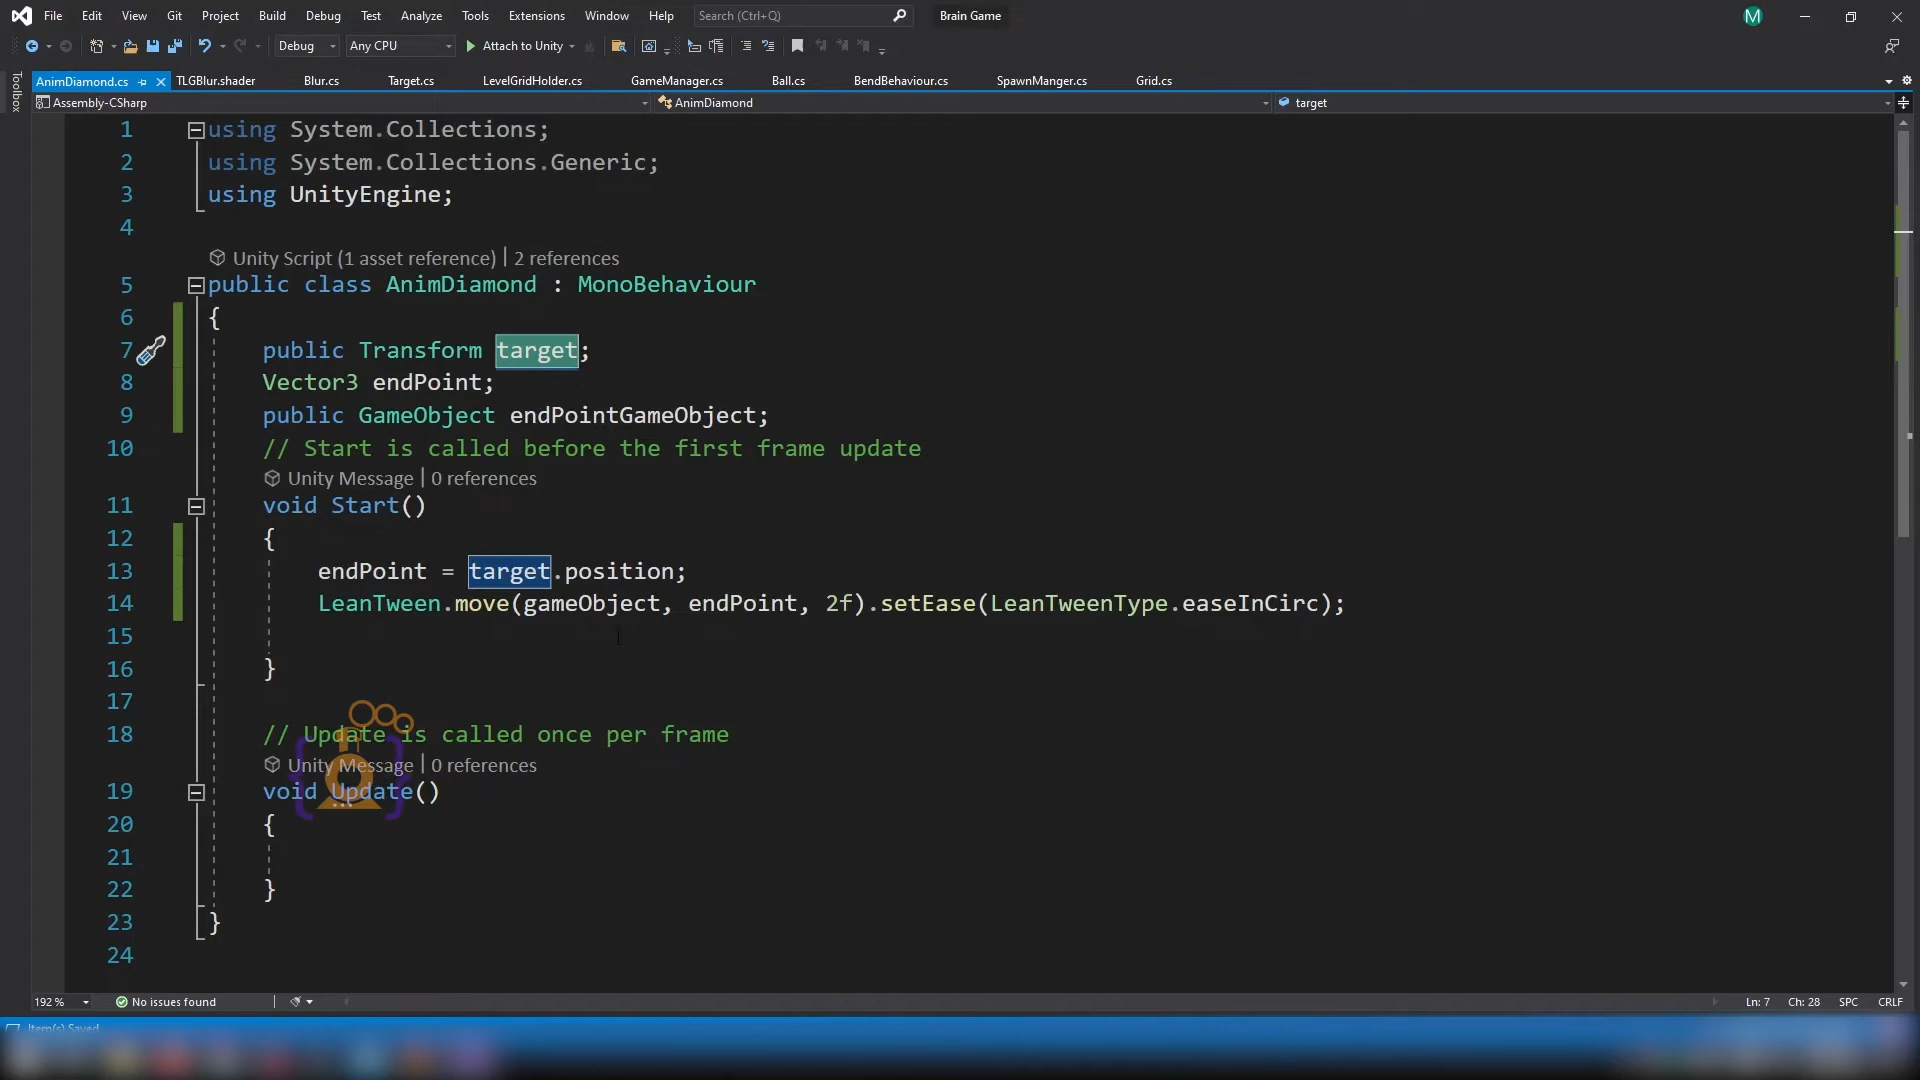 File Edit View Git Project Build Debug Test Analyze Tools Extensions Window Help Search (Ctrl+Q) Brain Game M
Debug Any CPU Attach to Unity
AnimDiamond.cs TLGBlur.shader Blur.cs Target.cs LevelGridHolder.cs GameManager.cs Ball.cs BendBehaviour.cs SpawnManger.cs Grid.cs
Toolbox
Assembly-CSharp AnimDiamond target
1 using System.Collections;
2 using System.Collections.Generic;
3 using UnityEngine;
4
Unity Script (1 asset reference) | 2 references
5 public class AnimDiamond : MonoBehaviour
6 {
7 public Transform target;
8 Vector3 endPoint;
9 public GameObject endPointGameObject;
10 // Start is called before the first frame update
Unity Message | 0 references
11 void Start()
12 {
13 endPoint = target.position;
14 LeanTween.move(gameObject, endPoint, 2f).setEase(LeanTweenType.easeInCirc);
15
16 }
17
18 // Update is called once per frame
Unity Message | 0 references
19 void Update()
20 {
21
22 }
23 }
24
192 % No issues found Ln: 7 Ch: 28 SPC CRLF
Item(s) Saved